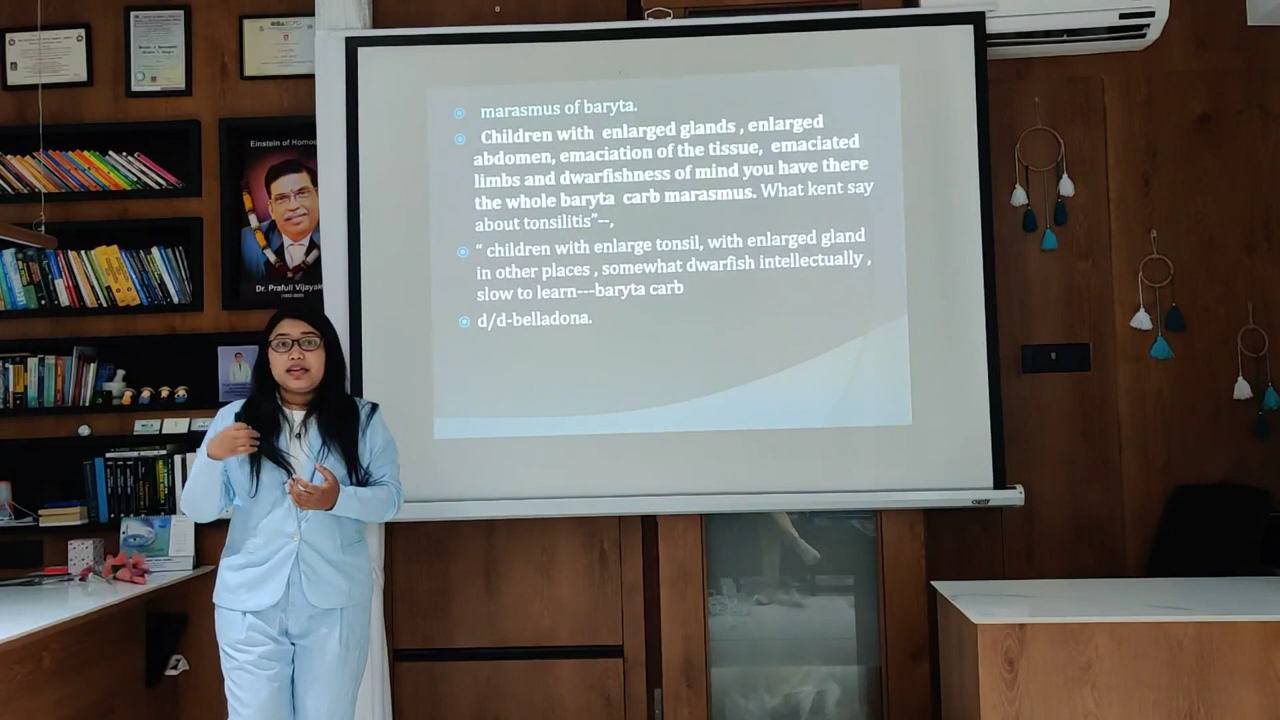 Einstein of Homoe
Dr. Prafull Vijayak
marasmus of baryta.
Children with enlarged glands , enlarged
abdomen, emaciation of the tissue, emaciated
limbs and dwarfishness of mind you have there
the whole baryta carb marasmus. What kent say
about tonsilitis”--,
“ children with enlarge tonsil, with enlarged gland
in other places , somewhat dwarfish intellectually ,
slow to learn---baryta carb
d/d-belladona.